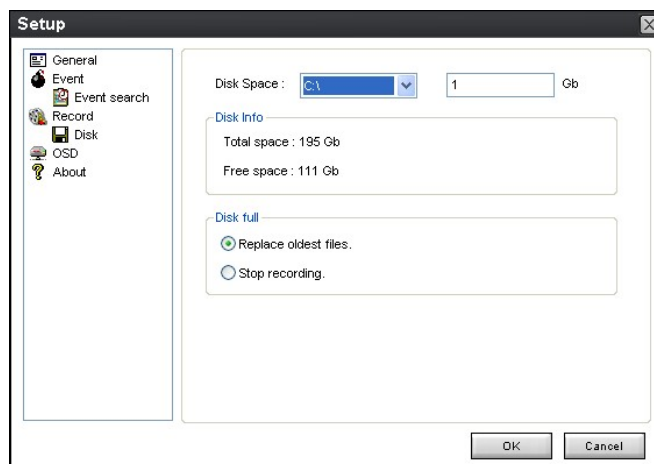 Setup
General
Event
Event search
Record
Disk
OSD
About
Disk Space : C:\ 1 Gb
Disk Info
Total space : 195 Gb
Free space : 111 Gb
Disk full
Replace oldest files.
Stop recording.
OK Cancel